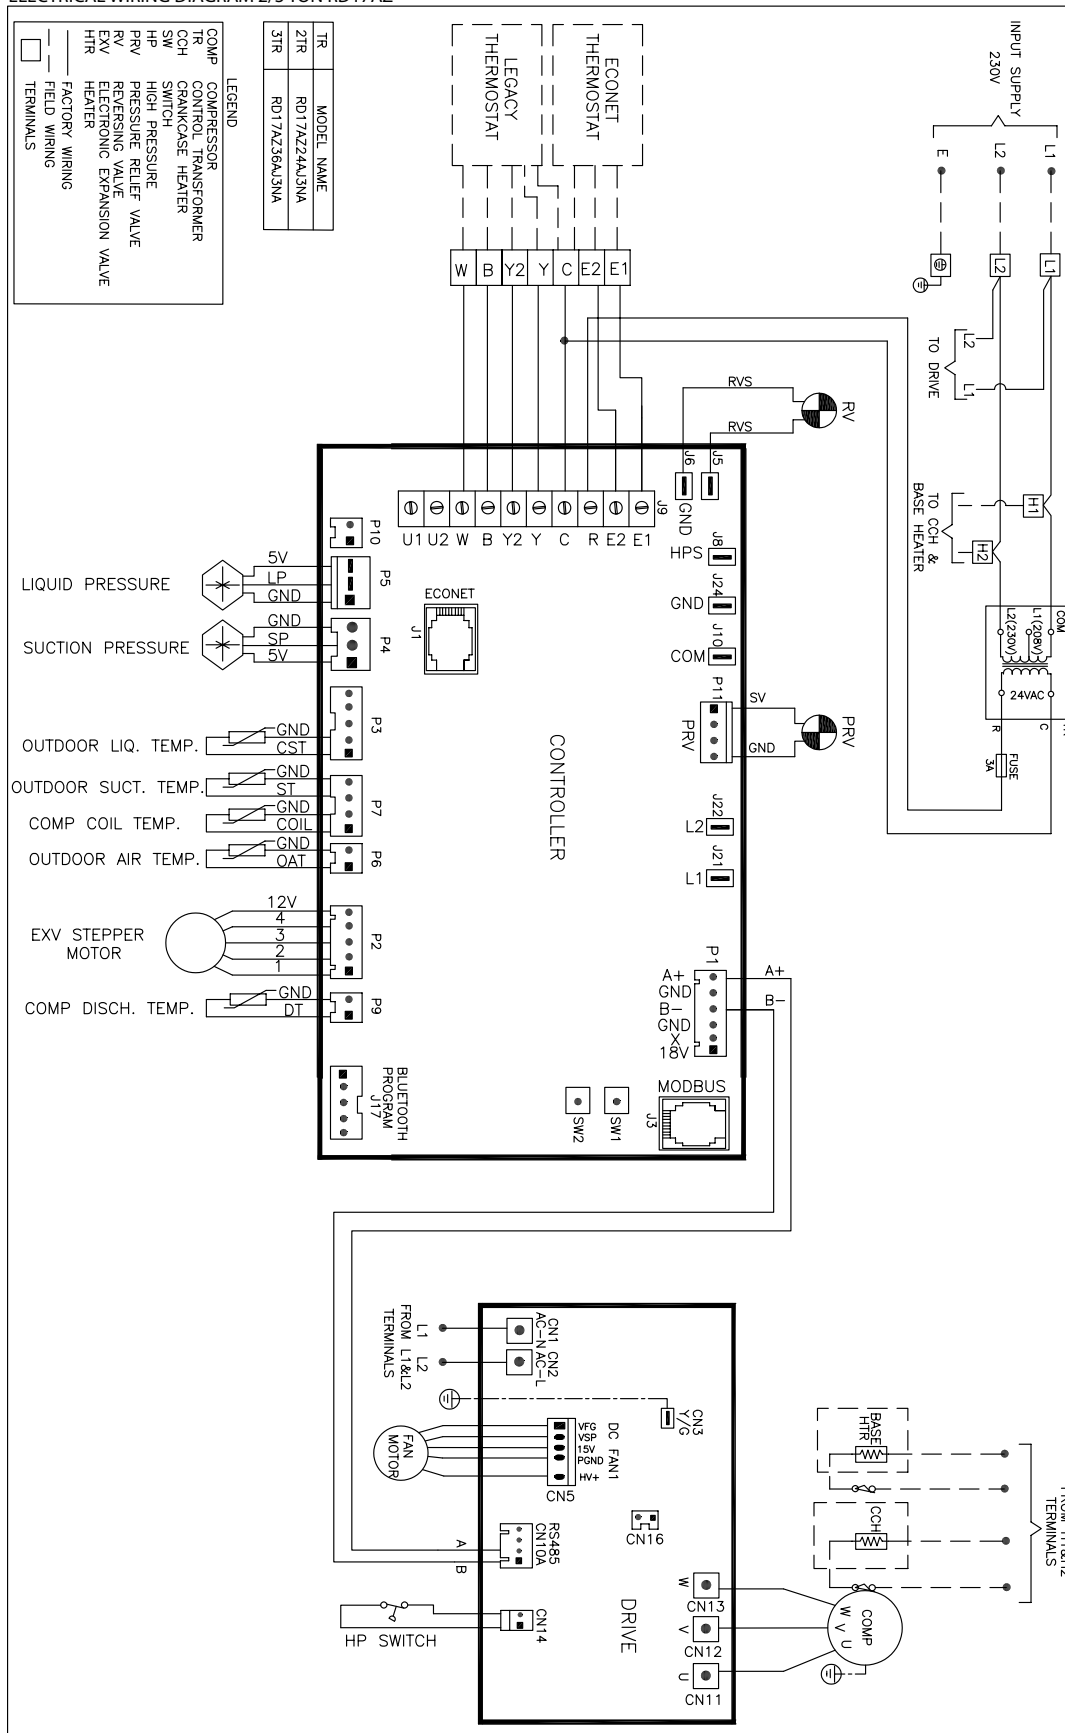 INPUT SUPPLY
230V
L1
L2
E
L1
L2
TO DRIVE
L2
L1
TO CCH &
BASE HEATER
H1
H2
COM
L1(208V)
L2(230V)
24VAC
R
C
FUSE
3A
ECONET
THERMOSTAT
LEGACY
THERMOSTAT
W
B
Y2
Y
C
E2
E1
TR
MODEL NAME
2TR
RD17AZ24AJ3NA
3TR
RD17AZ36AJ3NA
LEGEND
COMP COMPRESSOR
TR CONTROL TRANSFORMER
CCH CRANKCASE HEATER
SW SWITCH
HP HIGH PRESSURE
PRV PRESSURE RELIEF VALVE
RV REVERSING VALVE
EXV ELECTRONIC EXPANSION VALVE
HTR HEATER
FACTORY WIRING
FIELD WIRING
TERMINALS
RVS
RVS
RV
J6
J5
GND
J9
U1
U2
W
B
Y2
Y
C
R
E2
E1
J8
HPS
J24
GND
J10
COM
P11
PRV
SV
GND
PRV
J22
L2
J21
L1
P1
A+
GND
B-
GND
X
18V
A+
B-
MODBUS
J3
SW1
SW2
CONTROLLER
ECONET
J1
P10
P5
5V
LP
GND
LIQUID PRESSURE
P4
GND
SP
5V
SUCTION PRESSURE
P3
GND
CST
OUTDOOR LIQ. TEMP.
P7
GND
ST
OUTDOOR SUCT. TEMP.
GND
COIL
COMP COIL TEMP.
P6
GND
OAT
OUTDOOR AIR TEMP.
P2
12V
4
3
2
1
EXV STEPPER
MOTOR
P9
GND
DT
COMP DISCH. TEMP.
BLUETOOTH
PROGRAM
J17
L1
L2
FROM L1&L2
TERMINALS
CN1
AC-N
CN2
AC-L
CN3
Y/G
VFG
VSP
15V
PGND
HV+
DC FAN1
CN5
FAN
MOTOR
CN16
RS485
CN10A
A
B
CN14
HP SWITCH
DRIVE
W
CN13
V
CN12
U
CN11
COMP
W
V
U
BASE
HTR
CCH
TERMINALS